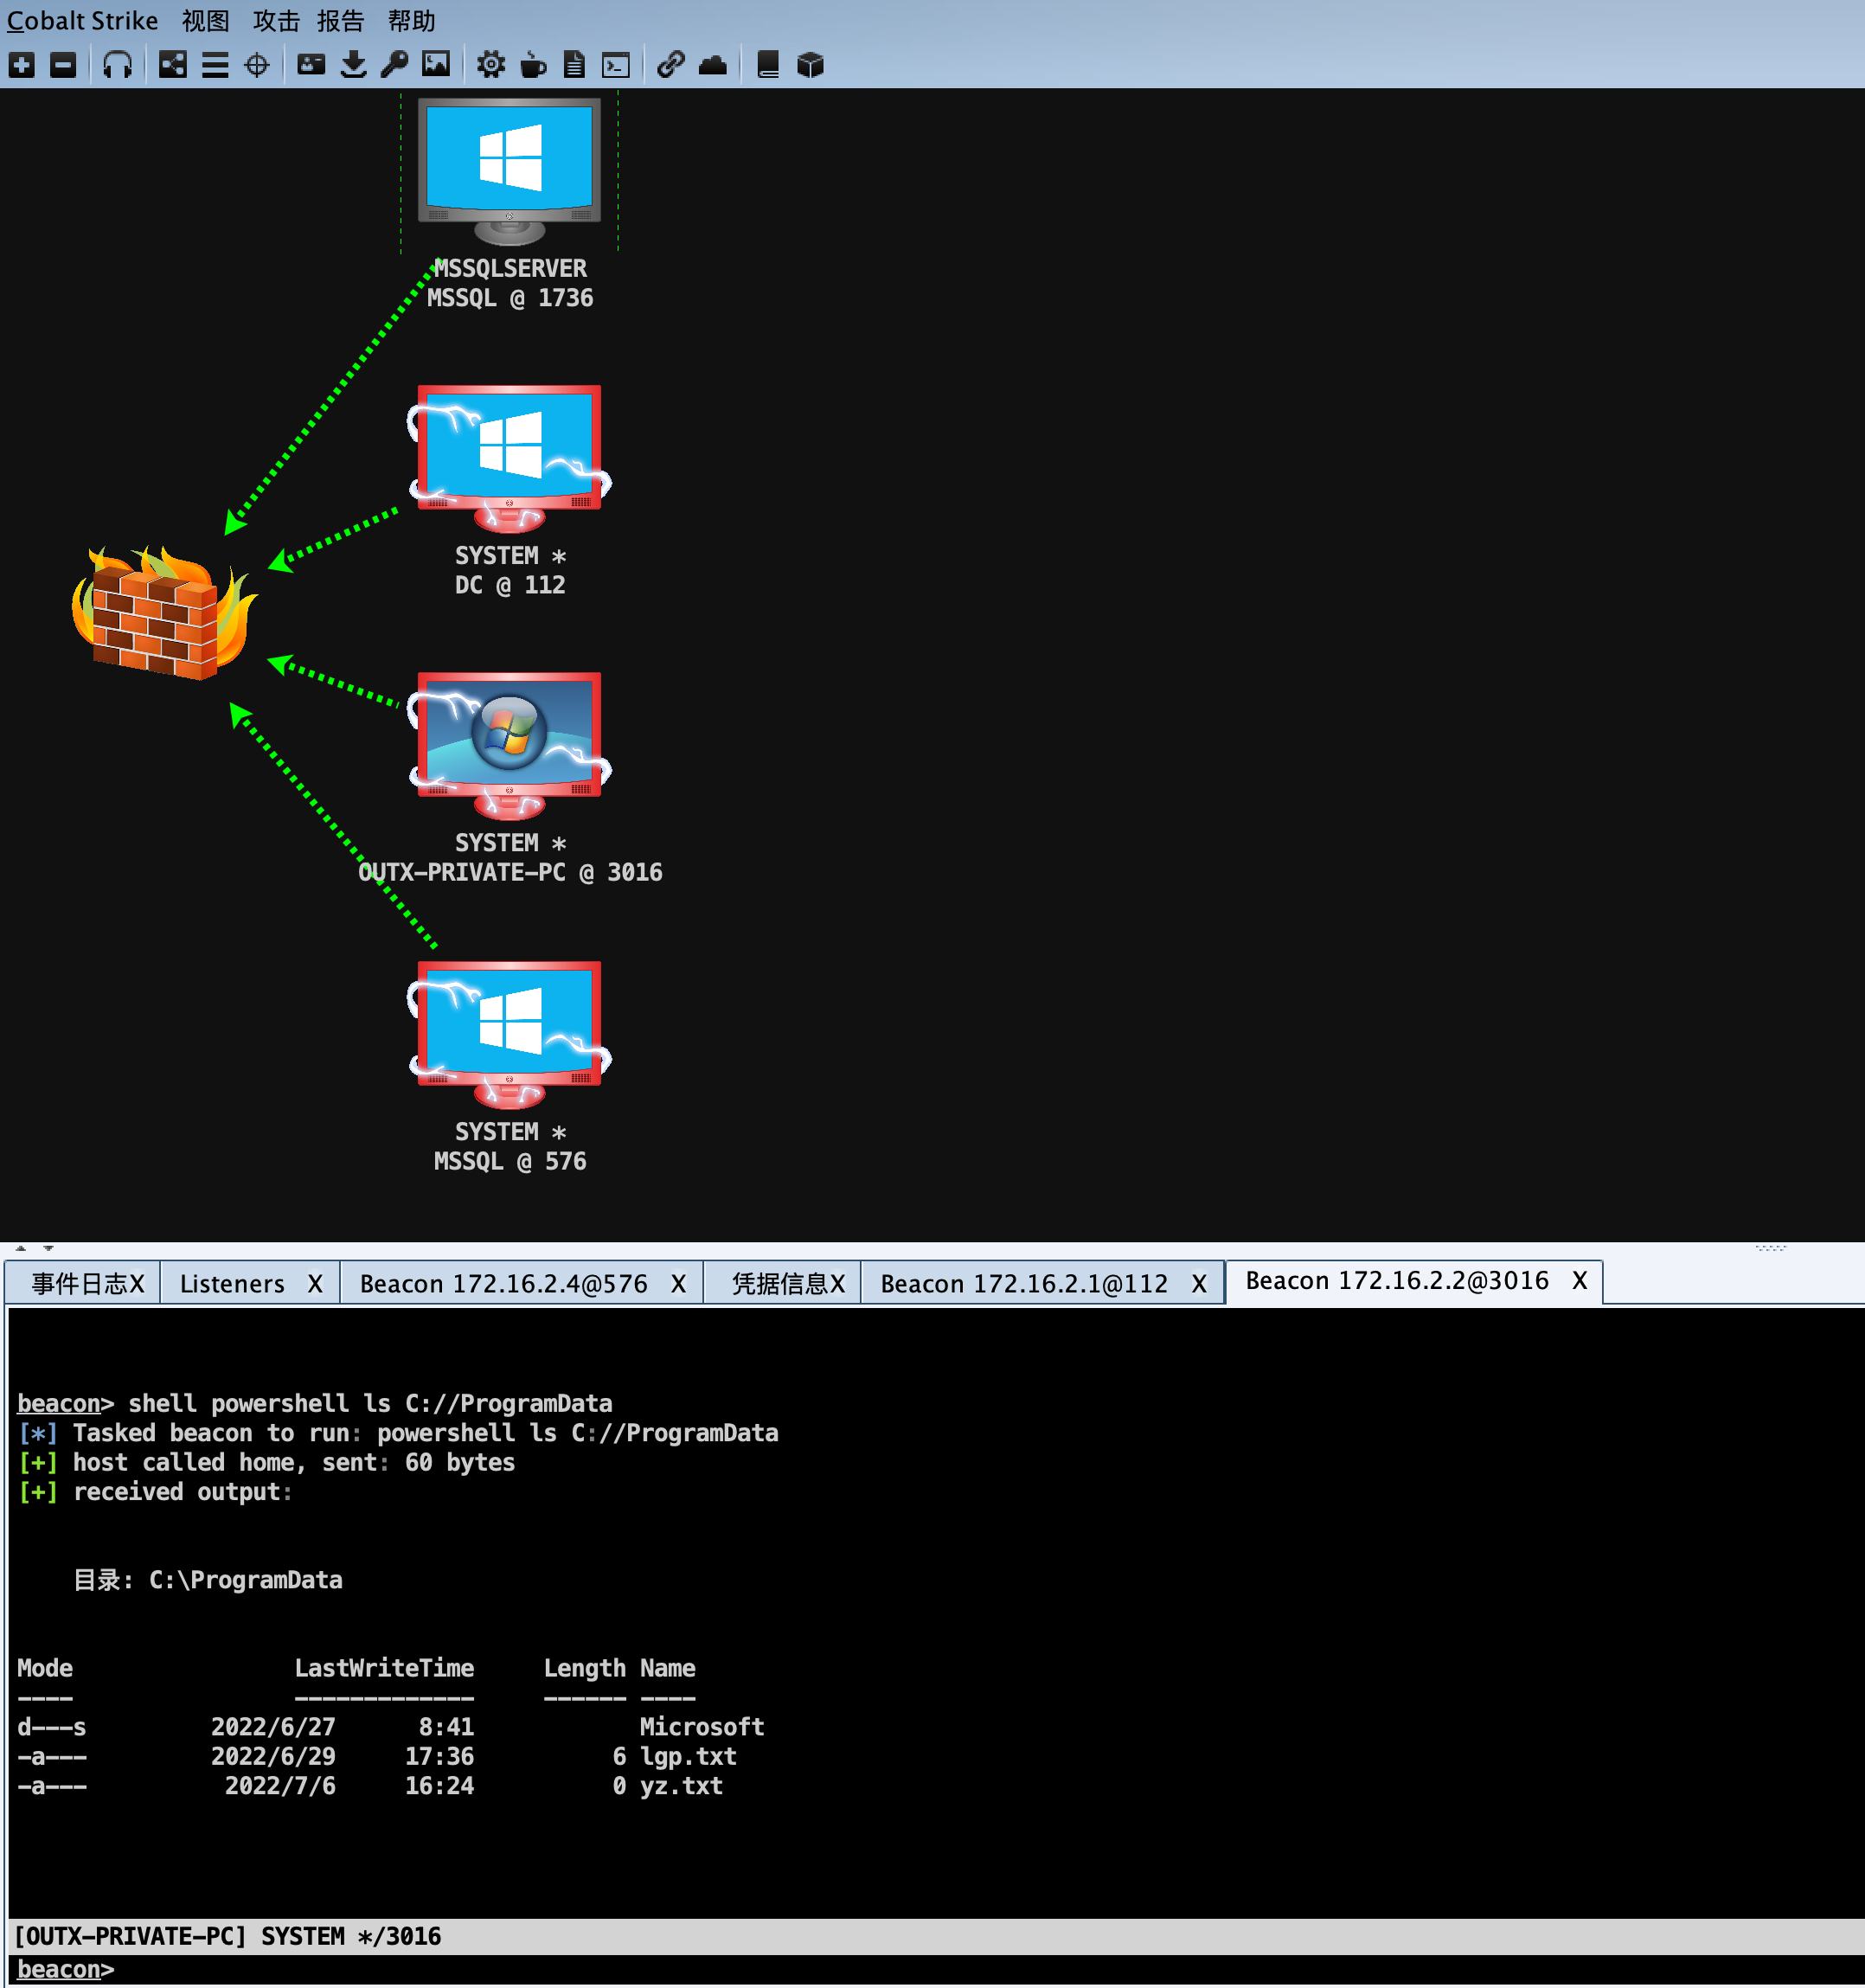 Cobalt Strike 视图 攻击 报告 帮助
MSSQLSERVER
MSSQL @ 1736
SYSTEM *
DC @ 112
SYSTEM *
OUTX-PRIVATE-PC @ 3016
SYSTEM *
MSSQL @ 576
事件日志X Listeners X Beacon 172.16.2.4@576 X 凭据信息X Beacon 172.16.2.1@112 X Beacon 172.16.2.2@3016 X
beacon> shell powershell ls C://ProgramData
[*] Tasked beacon to run: powershell ls C://ProgramData
[+] host called home, sent: 60 bytes
[+] received output:
目录: C:\ProgramData
Mode LastWriteTime Length Name
---- ------------- ------ ----
d---s 2022/6/27 8:41 Microsoft
-a--- 2022/6/29 17:36 6 lgp.txt
-a--- 2022/7/6 16:24 0 yz.txt
[OUTX-PRIVATE-PC] SYSTEM */3016
beacon>